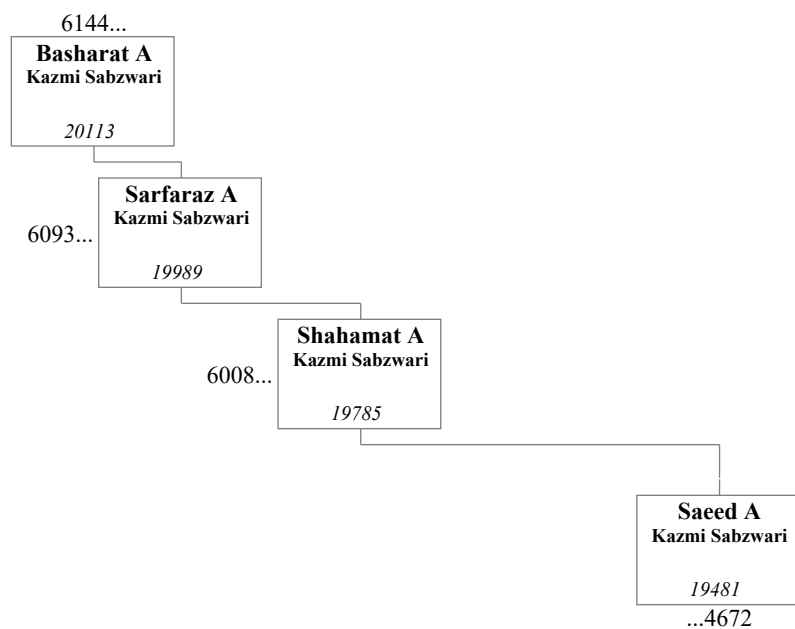 6144...
Basharat A
Kazmi Sabzwari
20113
Sarfaraz A
Kazmi Sabzwari
6093...
19989
Shahamat A
Kazmi Sabzwari
6008...
19785
Saeed A
Kazmi Sabzwari
19481
...4672